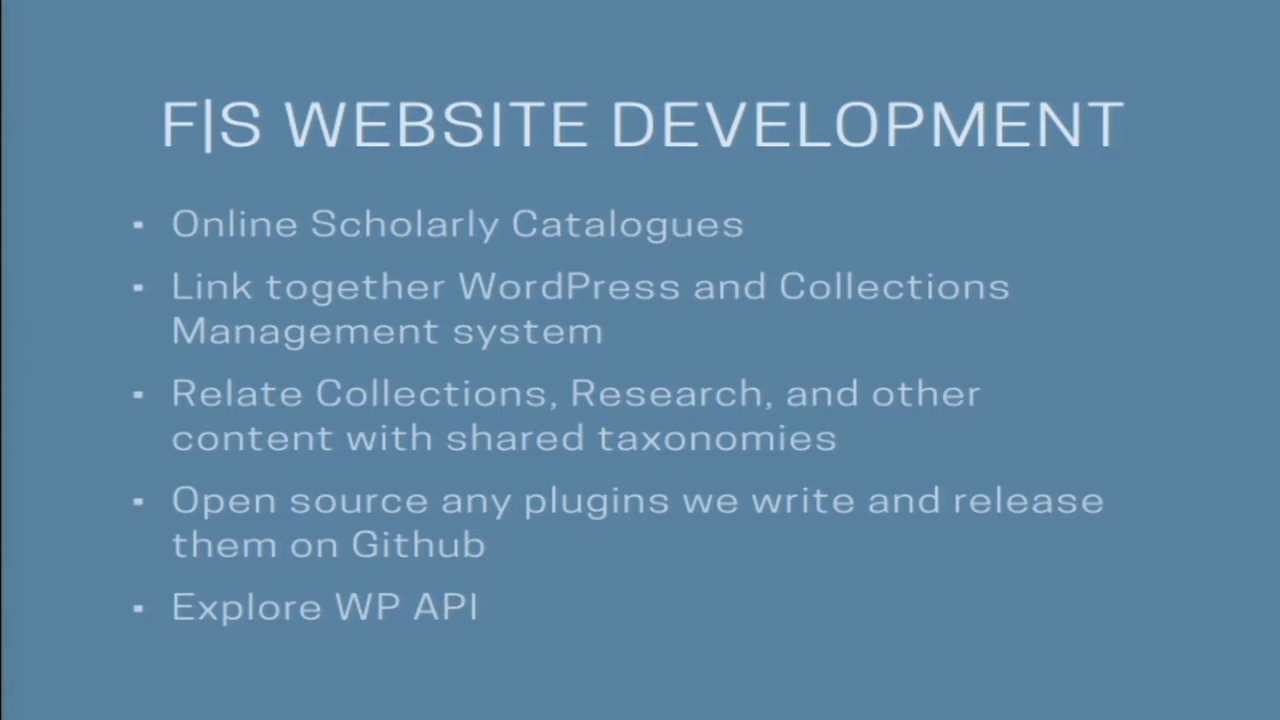 F|S WEBSITE DEVELOPMENT
▪ Online Scholarly Catalogues
▪ Link together WordPress and Collections
Management system
▪ Relate Collections, Research, and other
content with shared taxonomies
▪ Open source any plugins we write and release
them on Github
▪ Explore WP API